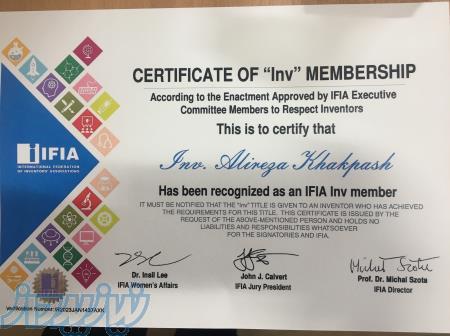 CERTIFICATE OF “Inv” MEMBERSHIP
According to the Enactment Approved by IFIA Executive
Committee Members to Respect Inventors
This is to certify that
Inv. Alireza Khakpash
Has been recognized as an IFIA Inv member
IT MUST BE NOTIFIED THAT THE "Inv" TITLE IS GIVEN TO AN INVENTOR WHO HAS ACHIEVED
THE REQUIREMENTS FOR THIS TITLE. THIS CERTIFICATE IS ISSUED BY THE
REQUEST OF THE ABOVE-MENTIONED PERSON AND HOLDS NO
LIABILITIES AND RESPONSIBILITIES WHATSOEVER
FOR THE SIGNATORIES AND IFIA.
IFIA
INTERNATIONAL FEDERATION
OF INVENTORS' ASSOCIATIONS
Dr. Insil Lee
IFIA Women's Affairs
John J. Calvert
IFIA Jury President
Michal Szota
Prof. Dr. Michal Szota
IFIA Director